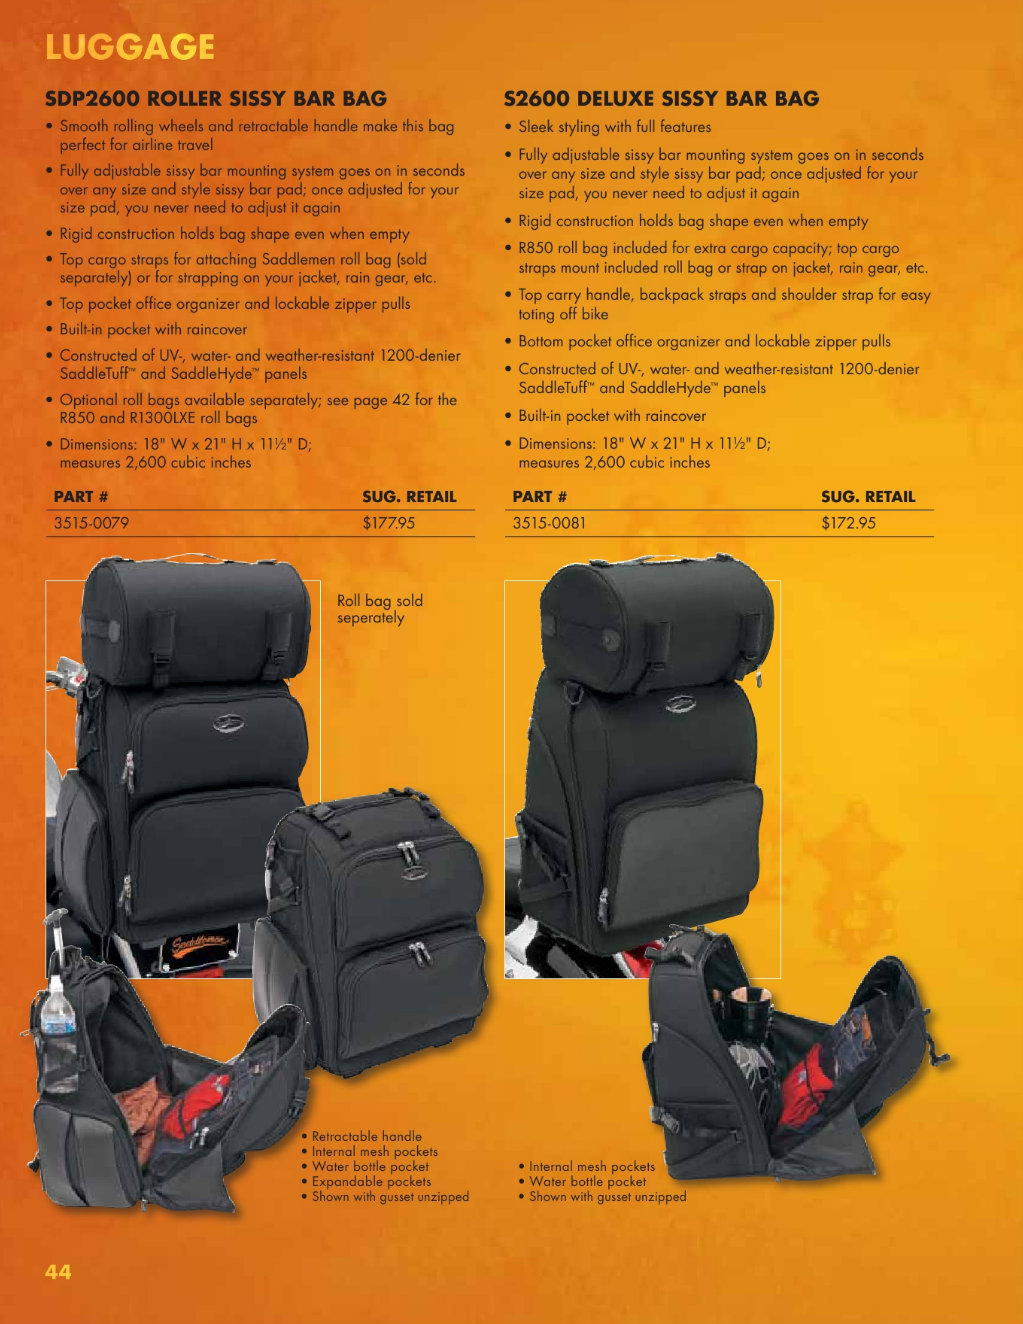 LUGGAGE
SDP2600 ROLLER SISSY BAR BAG
• Smooth rolling wheels and retractable handle make this bag
perfect for airline travel
• Fully adjustable sissy bar mounting system goes on in seconds
over any size and style sissy bar pad; once adjusted for your
size pad, you never need to adjust it again
• Rigid construction holds bag shape even when empty
• Top cargo straps for attaching Saddlemen roll bag (sold
separately) or for strapping on your jacket, rain gear, etc.
• Top pocket office organizer and lockable zipper pulls
• Built-in pocket with raincover
• Constructed of UV-, water- and weather-resistant 1200-denier
SaddleTuff™ and SaddleHyde™ panels
• Optional roll bags available separately; see page 42 for the
R850 and R1300LXE roll bags
• Dimensions: 18" W x 21" H x 11½" D;
measures 2,600 cubic inches
PART # SUG. RETAIL
3515-0079 $177.95
Roll bag sold
seperately
Saddlemen
• Retractable handle
• Internal mesh pockets
• Water bottle pocket
• Expandable pockets
• Shown with gusset unzipped
S2600 DELUXE SISSY BAR BAG
• Sleek styling with full features
• Fully adjustable sissy bar mounting system goes on in seconds
over any size and style sissy bar pad; once adjusted for your
size pad, you never need to adjust it again
• Rigid construction holds bag shape even when empty
• R850 roll bag included for extra cargo capacity; top cargo
straps mount included roll bag or strap on jacket, rain gear, etc.
• Top carry handle, backpack straps and shoulder strap for easy
toting off bike
• Bottom pocket office organizer and lockable zipper pulls
• Constructed of UV-, water- and weather-resistant 1200-denier
SaddleTuff™ and SaddleHyde™ panels
• Built-in pocket with raincover
• Dimensions: 18" W x 21" H x 11½" D;
measures 2,600 cubic inches
PART # SUG. RETAIL
3515-0081 $172.95
• Internal mesh pockets
• Water bottle pocket
• Shown with gusset unzipped
44